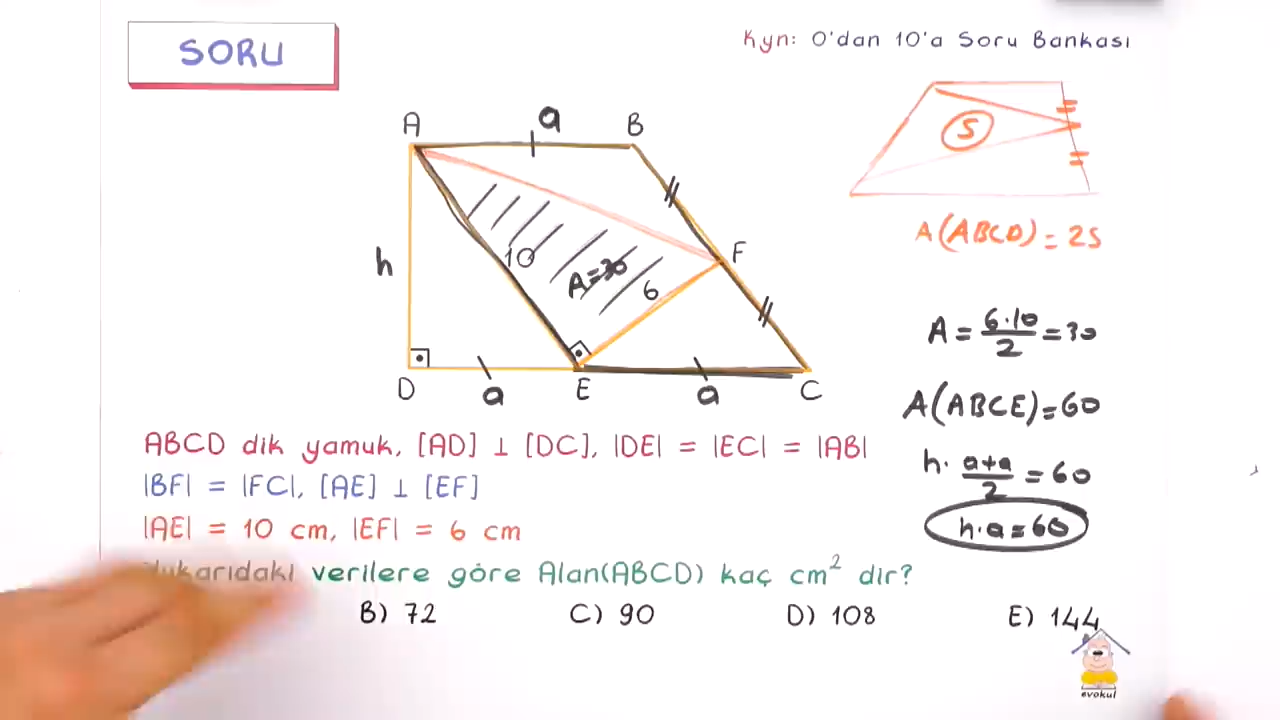 SORU
Kyn: 0'dan 10'a Soru Bankası
A
a
B
S
h
10
A=30
6
F
D
a
E
a
C
A(ABCD)=2S
A = 6.10/2 = 30
A(ABCE)=60
h. a+a/2 = 60
h.a=60
ABCD dik yamuk, [AD] ⊥ [DC], |DE| = |EC| = |AB|
|BF| = |FC|, [AE] ⊥ [EF]
|AE| = 10 cm, |EF| = 6 cm
verilere göre Alan(ABCD) kaç cm² dir?
B) 72 C) 90 D) 108 E) 144
evokul